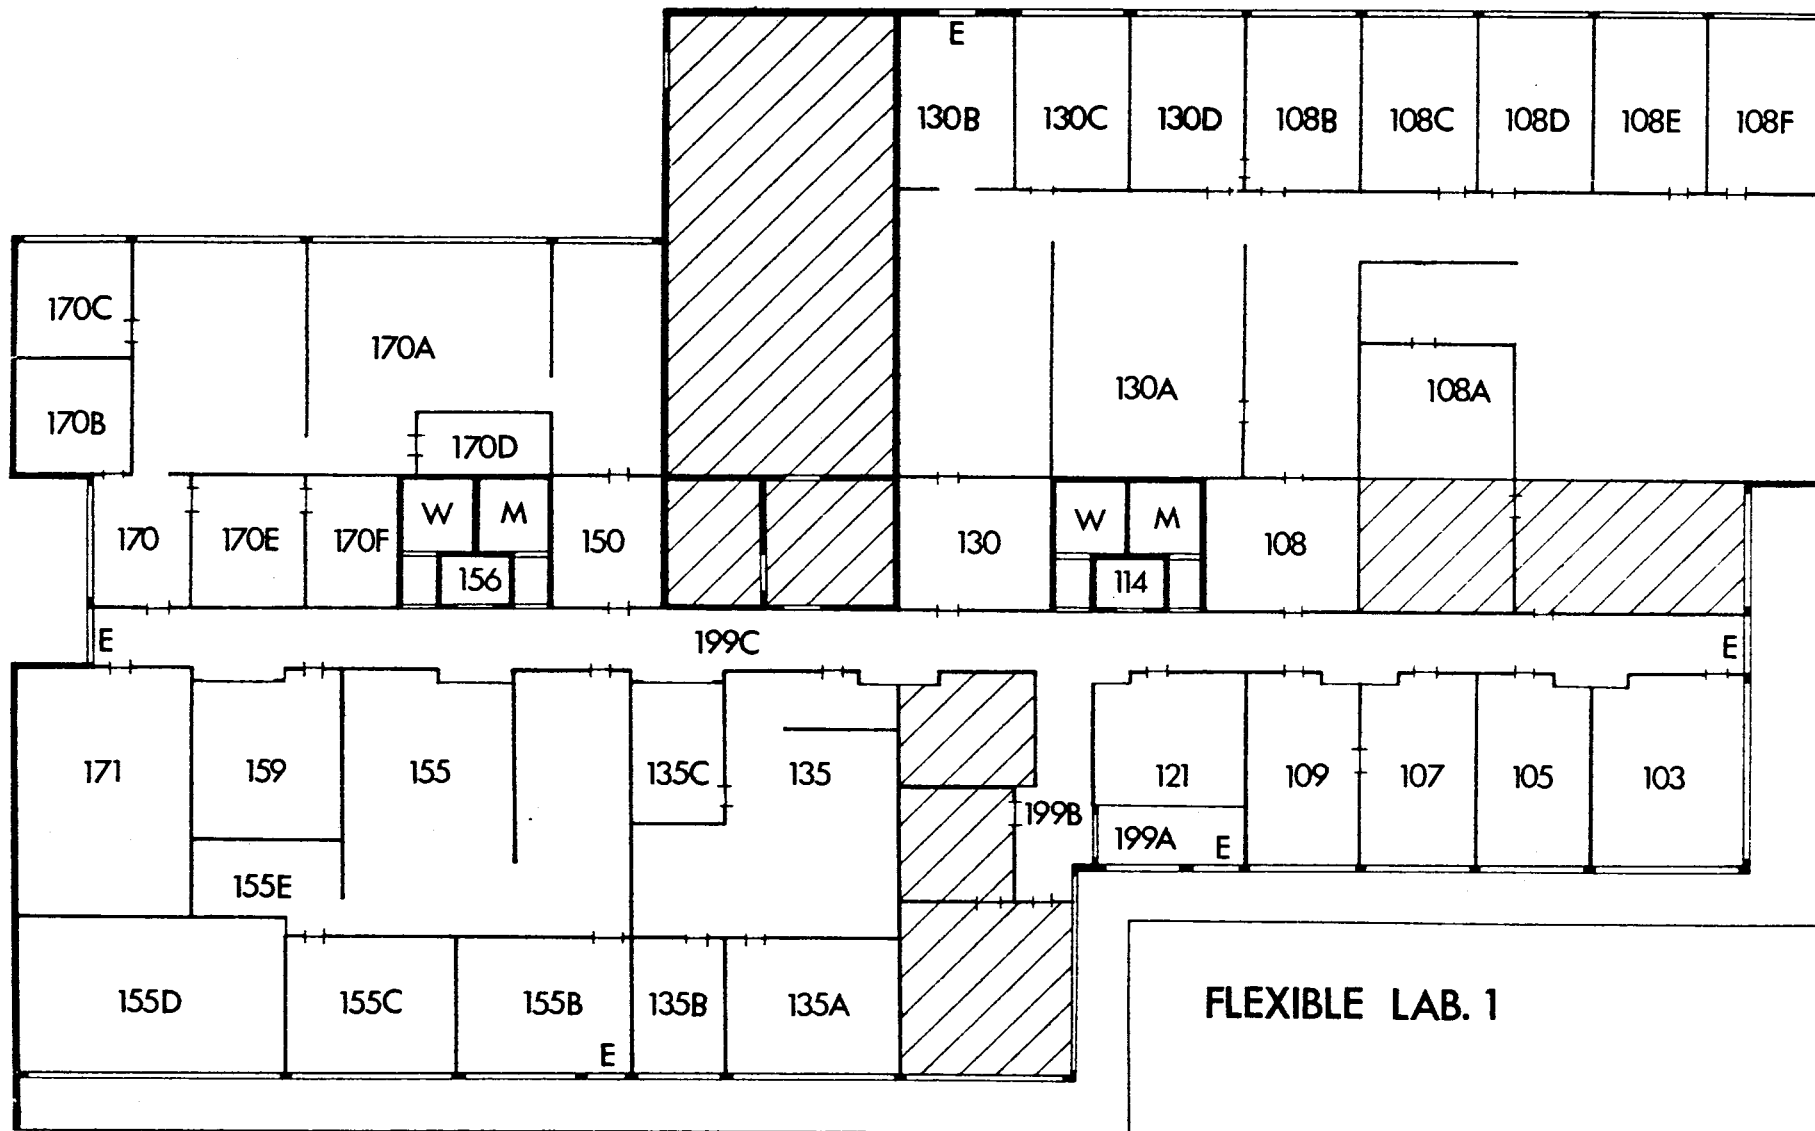 E
130B 130C 130D 108B 108C 108D 108E 108F
170C
170A
130A 108A
170B
170D
W M W M
170 170E 170F 150 130 108
156 114
E 199C E
171 159 155 135C 135 121 109 107 105 103
199B
199A E
155E
155D 155C 155B 135B 135A FLEXIBLE LAB. 1
E